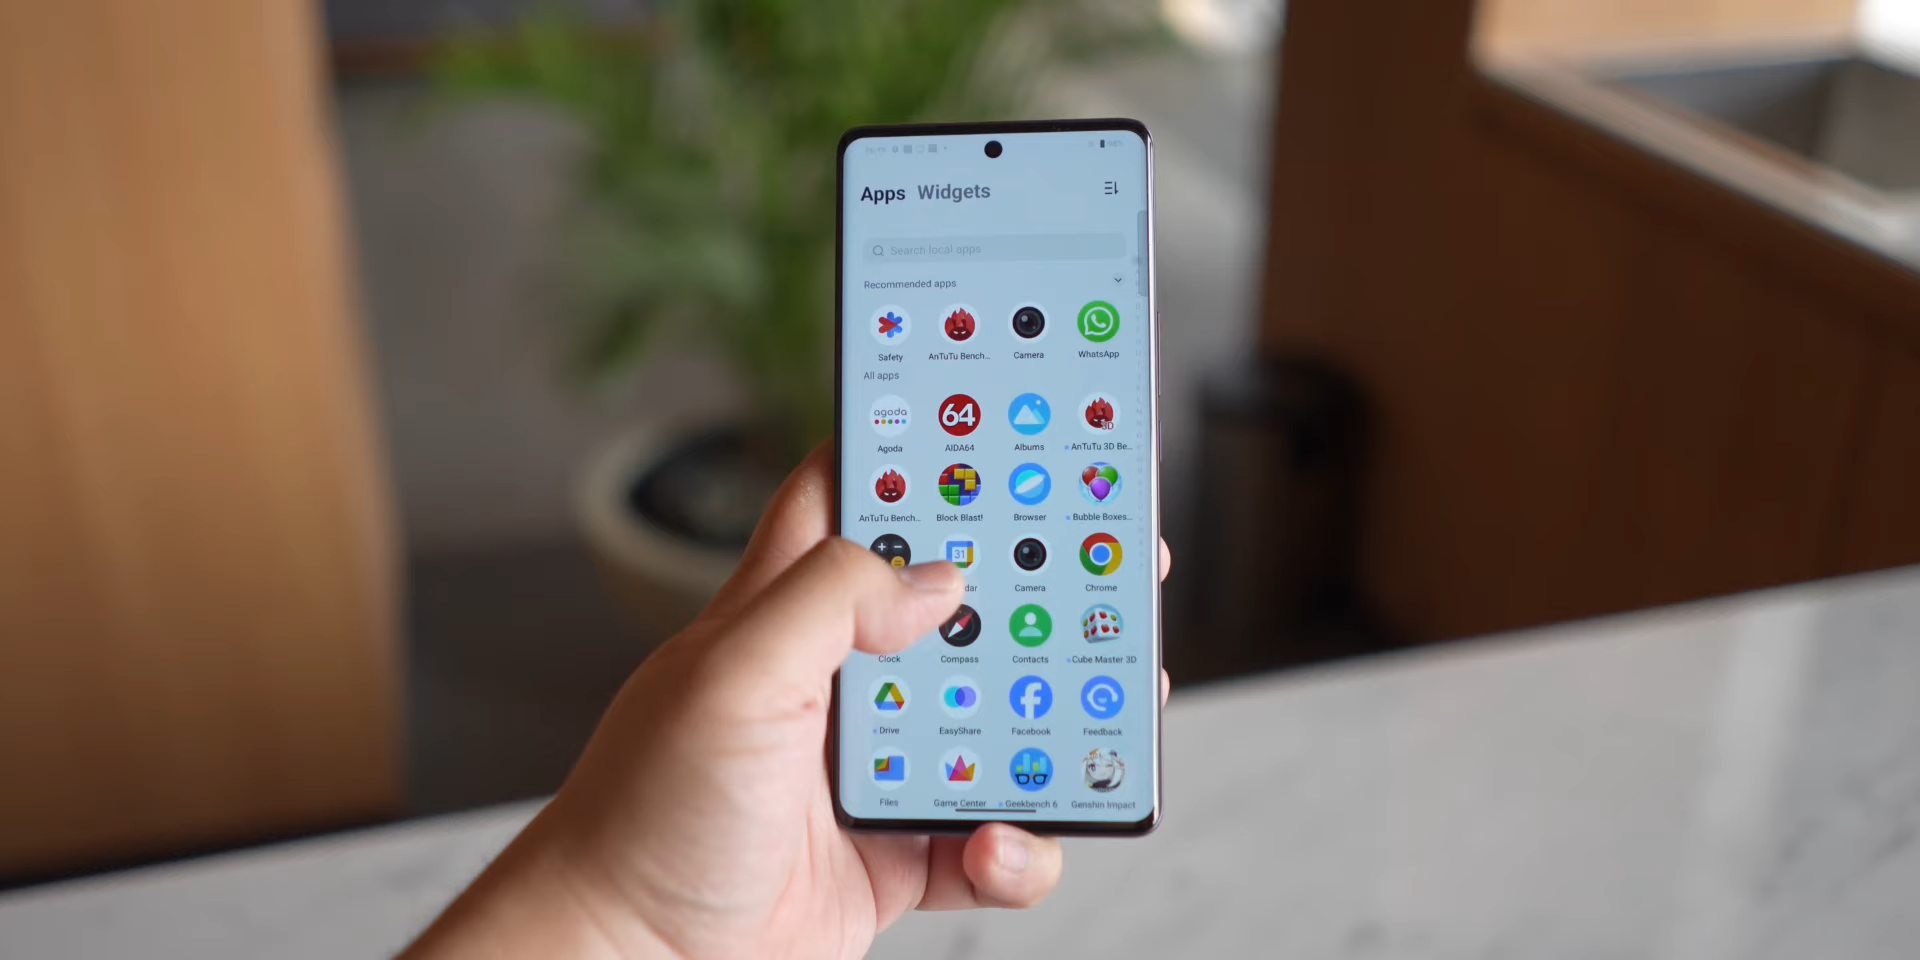 Apps Widgets
Search local apps
Recommended apps
Safety AnTuTu Bench... Camera WhatsApp
All apps
agoda 64 3D
Agoda AIDA64 Albums AnTuTu 3D Be...
AnTuTu Bench... Block Blast! Browser Bubble Boxes...
31
dar Camera Chrome
Clock Compass Contacts Cube Master 3D
Drive EasyShare Facebook Feedback
Files Game Center Geekbench 6 Genshin Impact